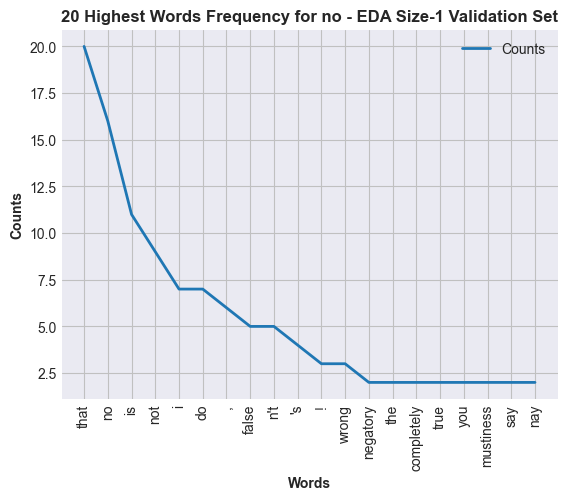 20 Highest Words Frequency for no - EDA Size-1 Validation Set
Counts
20.0
17.5
15.0
12.5
10.0
7.5
5.0
2.5
Counts
that
no
is
not
i
do
,
false
n't
's
!
wrong
negatory
the
completely
true
you
mustiness
say
nay
Words